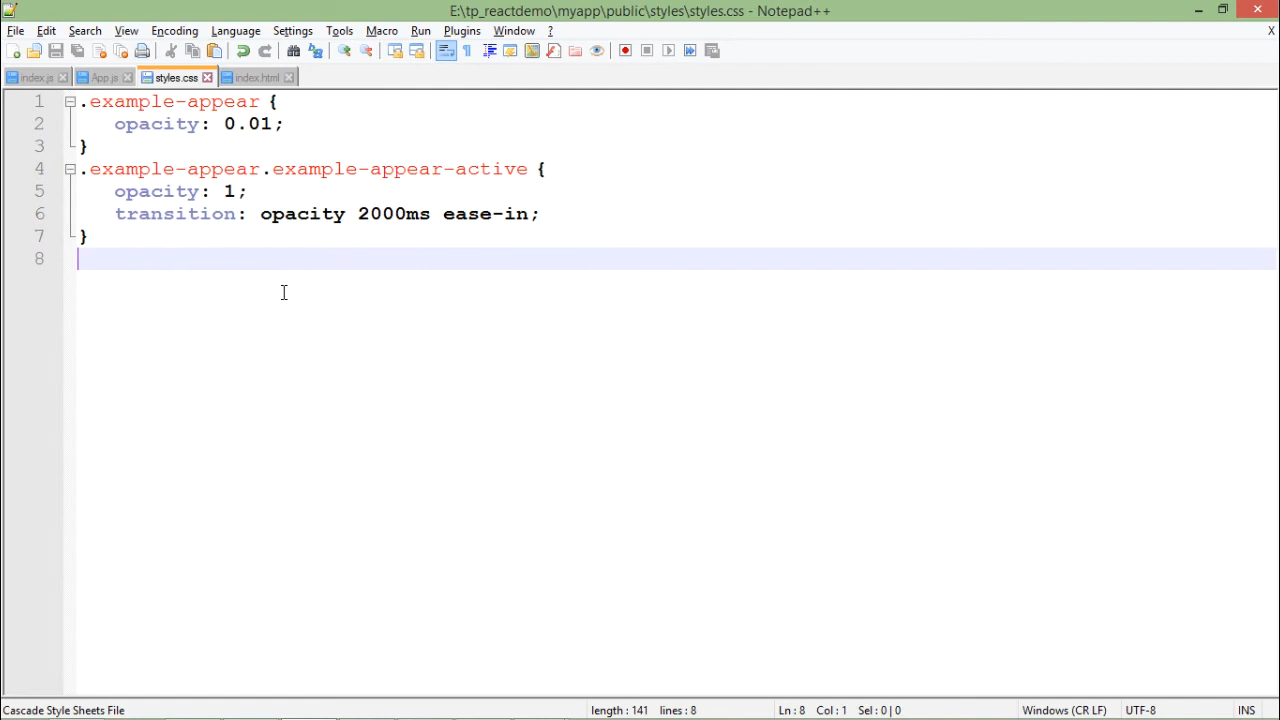 E:\tp_reactdemo\myapp\public\styles\styles.css - Notepad++
File Edit Search View Encoding Language Settings Tools Macro Run Plugins Window ? X
index.js App.js styles.css index.html
1 .example-appear {
2 opacity: 0.01;
3 }
4 .example-appear.example-appear-active {
5 opacity: 1;
6 transition: opacity 2000ms ease-in;
7 }
8
Cascade Style Sheets File length : 141 lines : 8 Ln : 8 Col : 1 Sel : 0 | 0 Windows (CR LF) UTF-8 INS